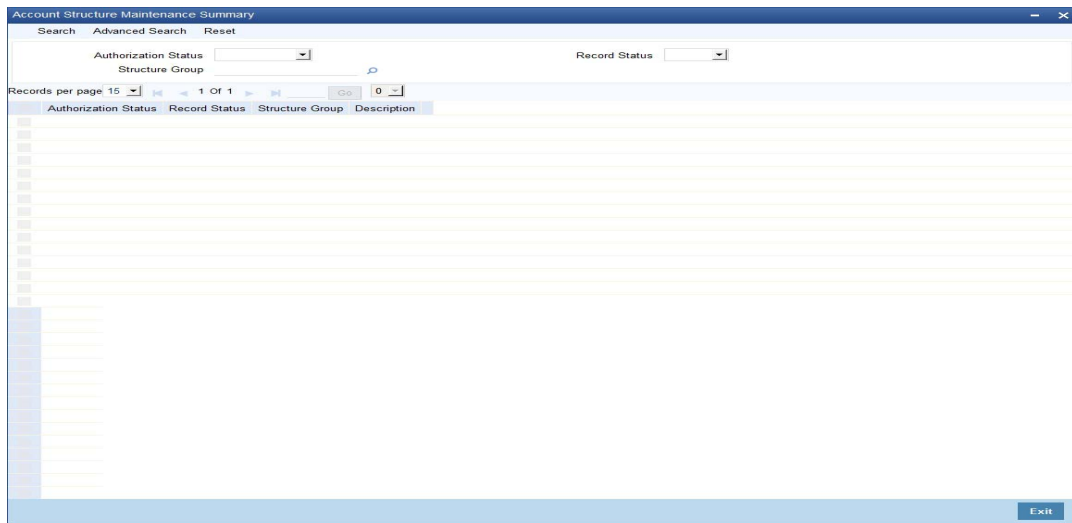 Account Structure Maintenance Summary
Search Advanced Search Reset
Authorization Status Record Status
Structure Group
Records per page 15 1 Of 1 Go 0
Authorization Status Record Status Structure Group Description
Exit